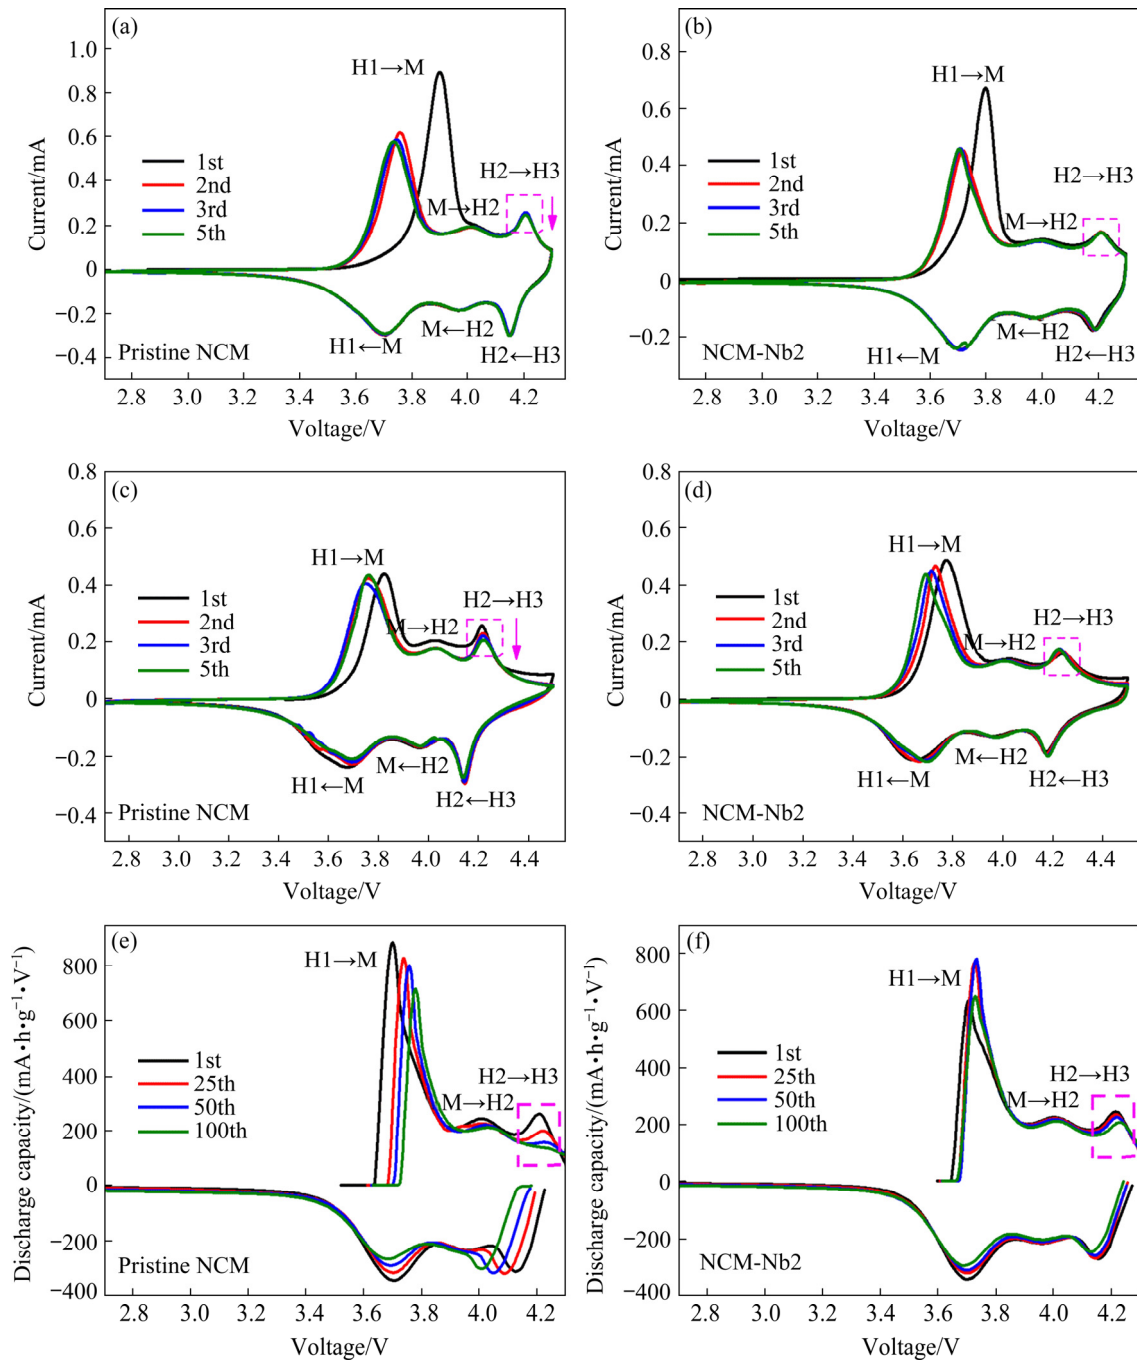 (a)
1.0
0.8
0.6
0.4
0.2
0
−0.2
−0.4
Current/mA
H1→M
1st
2nd
3rd
5th
H2→H3
M→H2
M←H2
H1←M
H2←H3
Pristine NCM
2.8 3.0 3.2 3.4 3.6 3.8 4.0 4.2
Voltage/V
(b)
0.8
0.6
0.4
0.2
0
−0.2
Current/mA
H1→M
1st
2nd
3rd
5th
H2→H3
M→H2
M←H2
H1←M
H2←H3
NCM-Nb2
2.8 3.0 3.2 3.4 3.6 3.8 4.0 4.2
Voltage/V
(c)
0.8
0.6
0.4
0.2
0
−0.2
−0.4
Current/mA
H1→M
1st
2nd
3rd
5th
H2→H3
M→H2
M←H2
H1←M
H2←H3
Pristine NCM
2.8 3.0 3.2 3.4 3.6 3.8 4.0 4.2 4.4
Voltage/V
(d)
0.8
0.6
0.4
0.2
0
−0.2
−0.4
Current/mA
H1→M
1st
2nd
3rd
5th
H2→H3
M→H2
M←H2
H1←M
H2←H3
NCM-Nb2
2.8 3.0 3.2 3.4 3.6 3.8 4.0 4.2 4.4
Voltage/V
(e)
800
600
400
200
0
−200
−400
Discharge capacity/(mA•h•g⁻¹•V⁻¹)
H1→M
1st
25th
50th
100th
H2→H3
M→H2
Pristine NCM
2.8 3.0 3.2 3.4 3.6 3.8 4.0 4.2
Voltage/V
(f)
800
600
400
200
0
−200
−400
Discharge capacity/(mA•h•g⁻¹•V⁻¹)
H1→M
1st
25th
50th
100th
H2→H3
M→H2
NCM-Nb2
2.8 3.0 3.2 3.4 3.6 3.8 4.0 4.2
Voltage/V